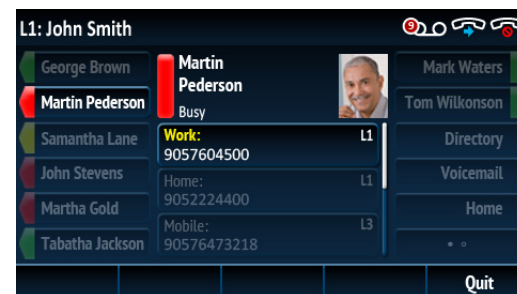 L1: John Smith
9
George Brown
Martin Pederson
Samantha Lane
John Stevens
Martha Gold
Tabatha Jackson
Martin
Pederson
Busy
Work: L1
9057604500
Home: L1
9052224400
Mobile: L3
90576473218
Mark Waters
Tom Wilkonson
Directory
Voicemail
Home
Quit